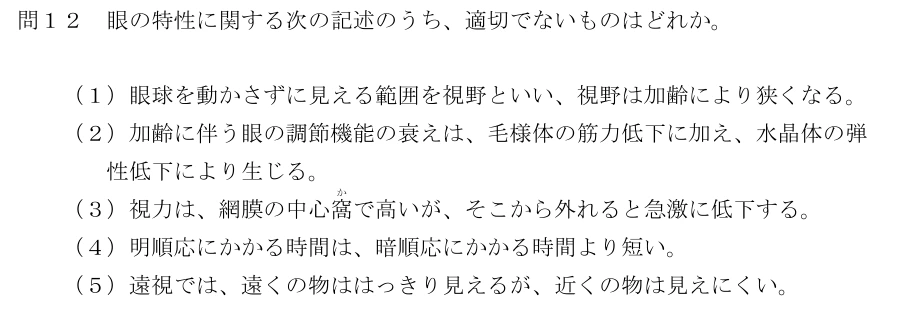 問１２　眼の特性に関する次の記述のうち、適切でないものはどれか。
（１）眼球を動かさずに見える範囲を視野といい、視野は加齢により狭くなる。
（２）加齢に伴う眼の調節機能の衰えは、毛様体の筋力低下に加え、水晶体の弾
性低下により生じる。
か
（３）視力は、網膜の中心窩で高いが、そこから外れると急激に低下する。
（４）明順応にかかる時間は、暗順応にかかる時間より短い。
（５）遠視では、遠くの物ははっきり見えるが、近くの物は見えにくい。